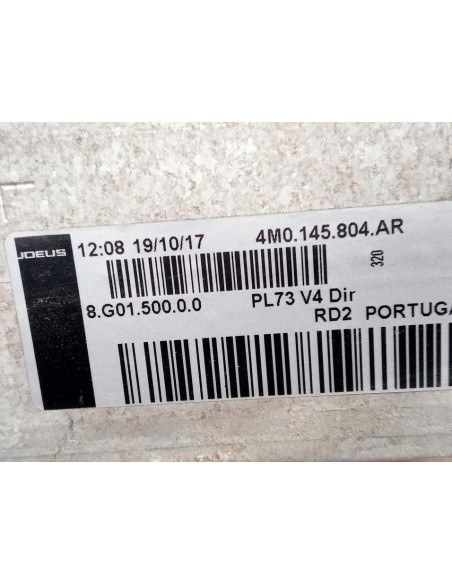 JDEUS 12:08 19/10/17 4M0.145.804.AR
320
8.G01.500.0.0 PL73 V4 Dir
RD2 PORTUGA